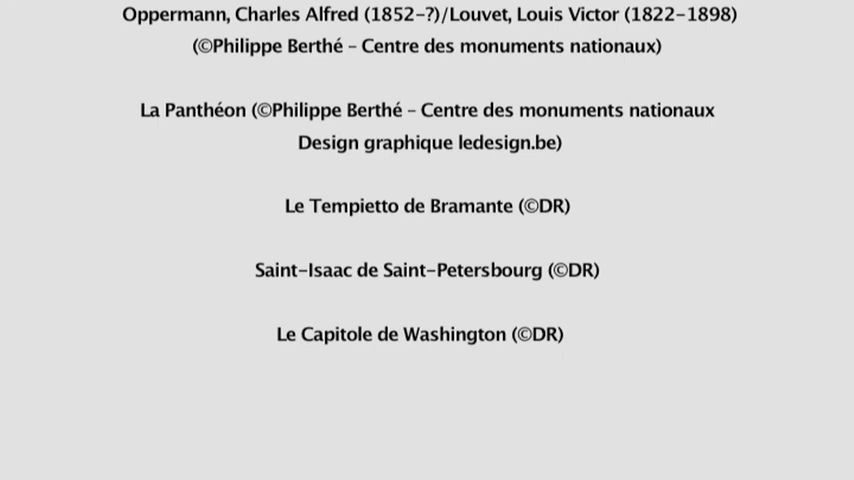 Oppermann, Charles Alfred (1852-?)/Louvet, Louis Victor (1822-1898)
(©Philippe Berthé - Centre des monuments nationaux)
La Panthéon (©Philippe Berthé - Centre des monuments nationaux
Design graphique ledesign.be)
Le Tempietto de Bramante (©DR)
Saint-Isaac de Saint-Petersbourg (©DR)
Le Capitole de Washington (©DR)